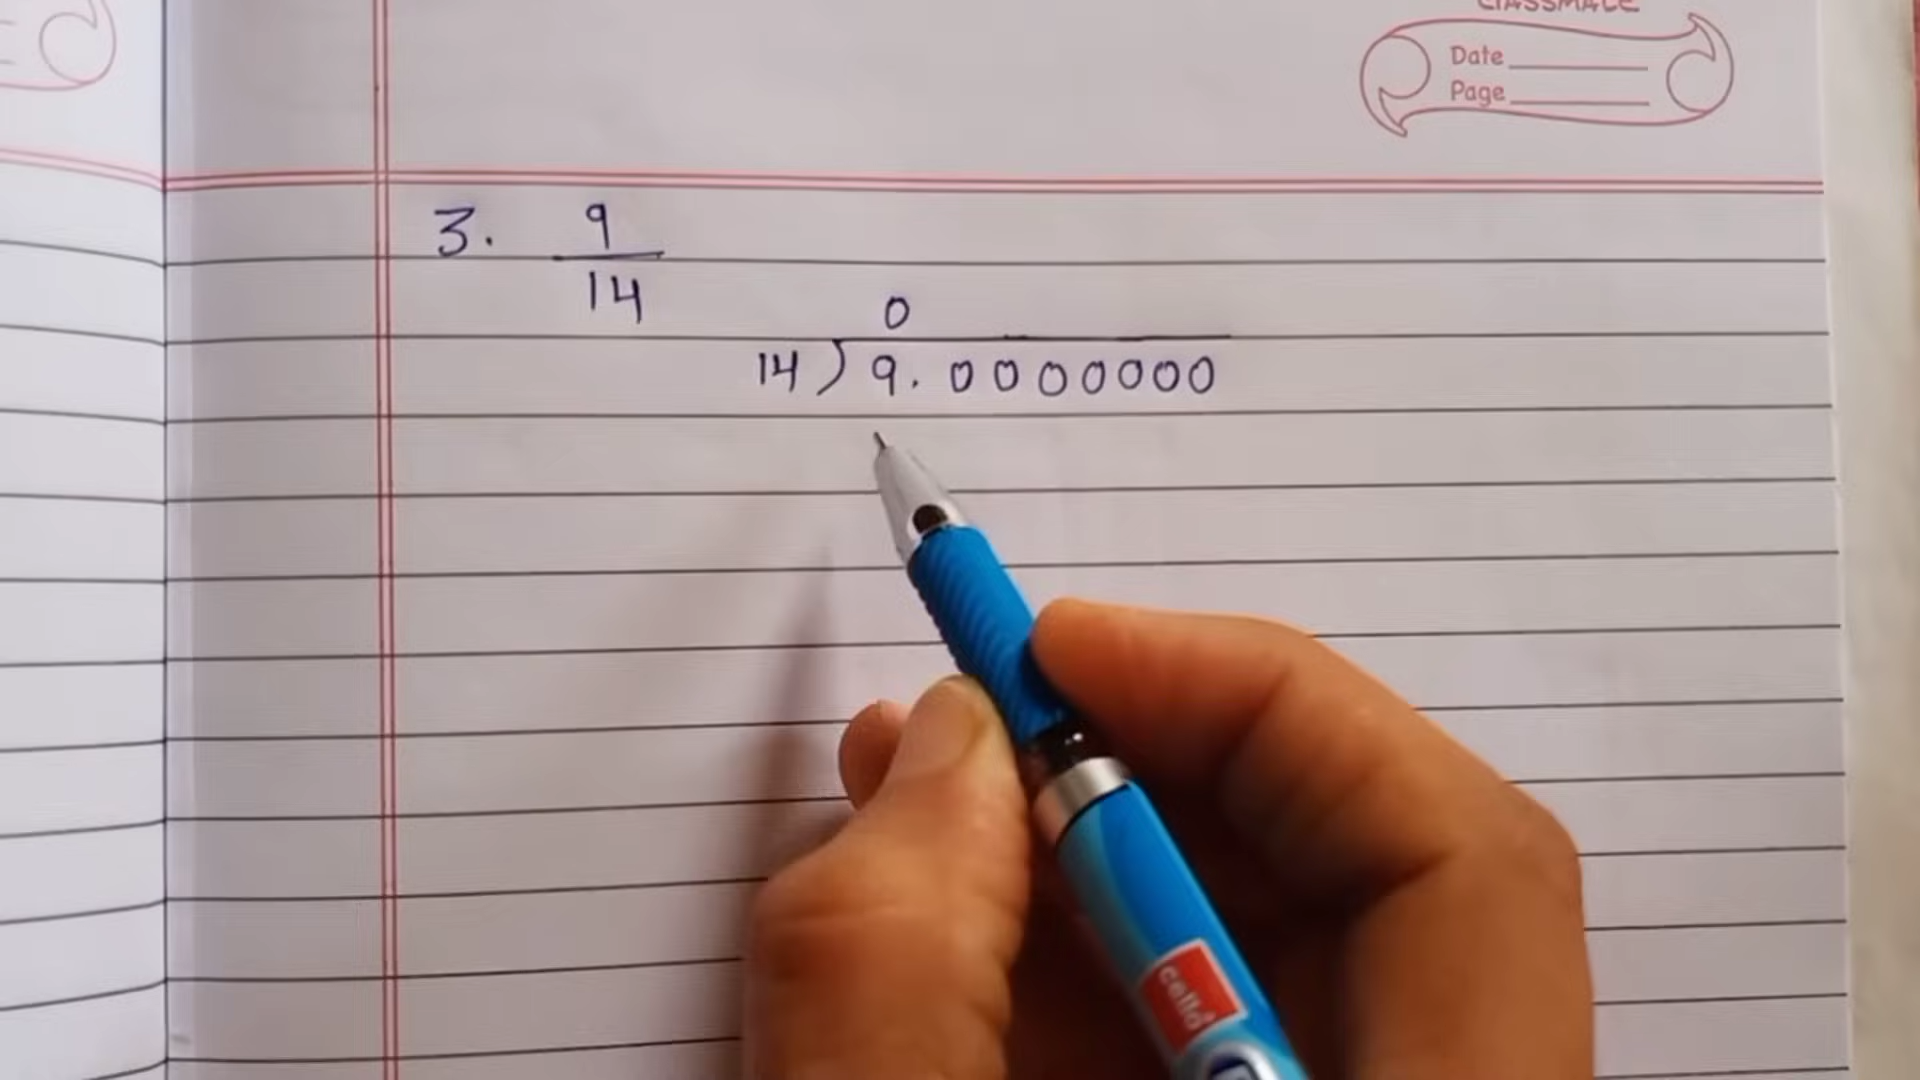 classmate
Date
Page
3. 9
14
0
14 ) 9.0000000
cello